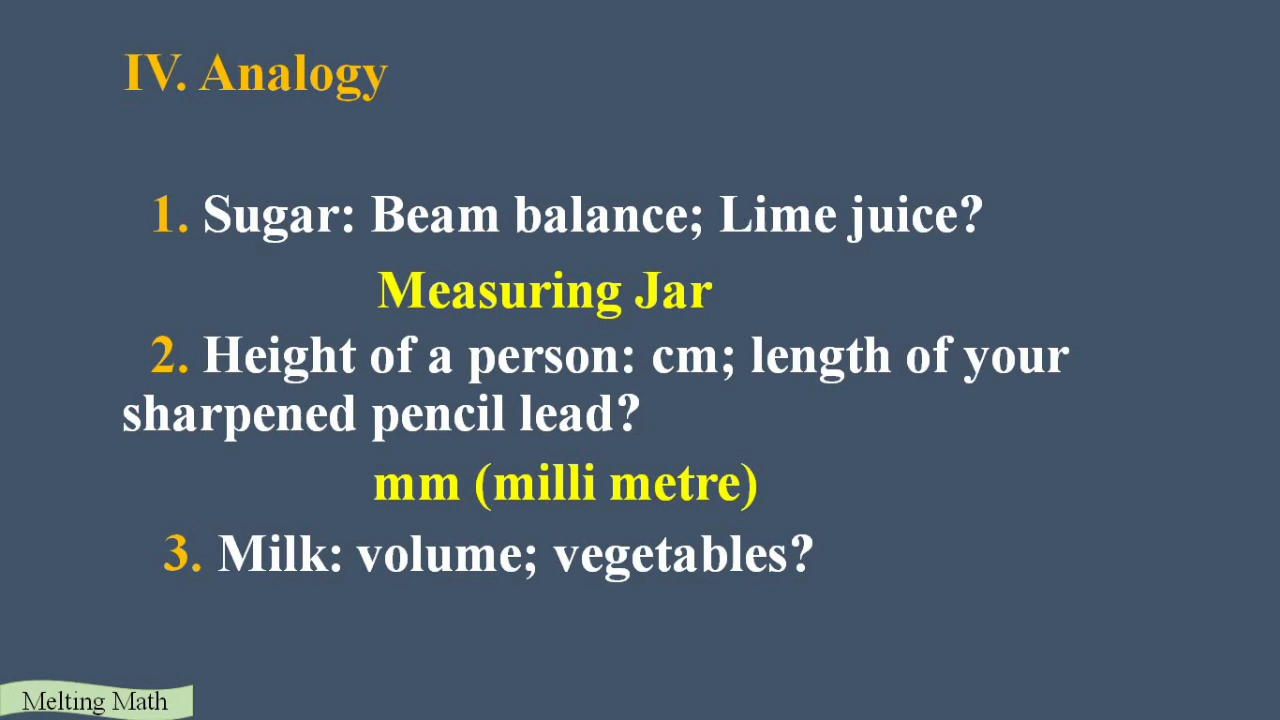 IV. Analogy
1. Sugar: Beam balance; Lime juice?
Measuring Jar
2. Height of a person: cm; length of your
sharpened pencil lead?
mm (milli metre)
3. Milk: volume; vegetables?
Melting Math